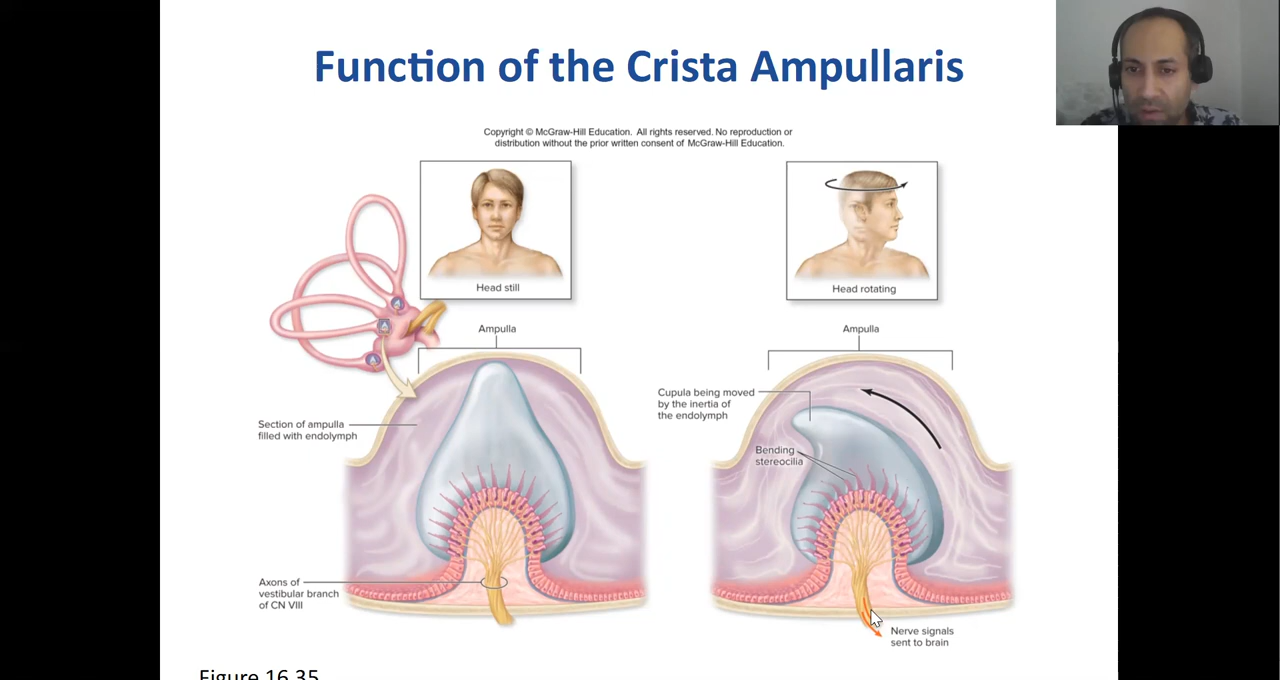 Function of the Crista Ampullaris
Copyright © McGraw-Hill Education. All rights reserved. No reproduction or
distribution without the prior written consent of McGraw-Hill Education.
Head still
Head rotating
Ampulla
Ampulla
Section of ampulla
filled with endolymph
Cupula being moved
by the inertia of
the endolymph
Bending
stereocilia
Axons of
vestibular branch
of CN VIII
Nerve signals
sent to brain
Figure 16.35